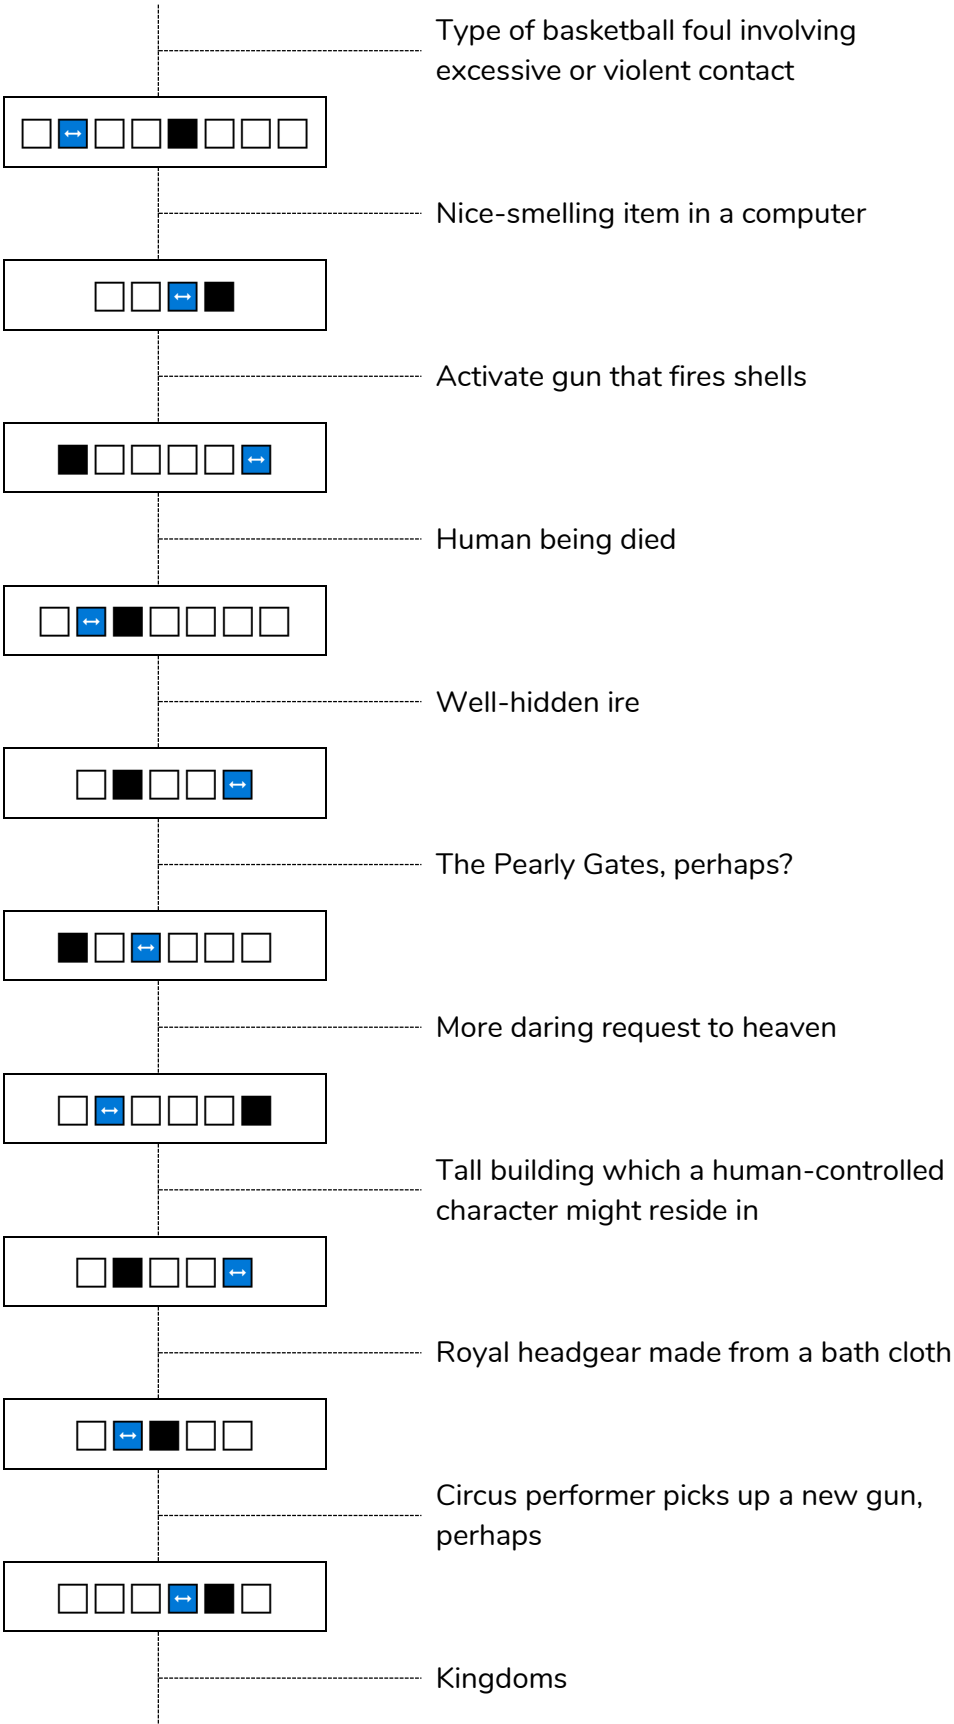 Type of basketball foul involving
excessive or violent contact
Nice-smelling item in a computer
Activate gun that fires shells
Human being died
Well-hidden ire
The Pearly Gates, perhaps?
More daring request to heaven
Tall building which a human-controlled
character might reside in
Royal headgear made from a bath cloth
Circus performer picks up a new gun,
perhaps
Kingdoms